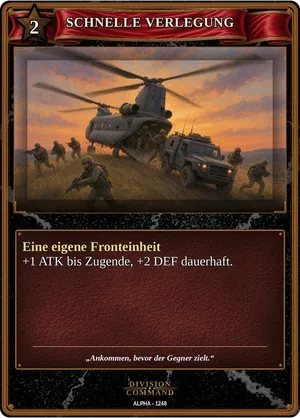 2
SCHNELLE VERLEGUNG
Eine eigene Fronteinheit
+1 ATK bis Zugende, +2 DEF dauerhaft.
„Ankommen, bevor der Gegner zielt.“
DIVISION
COMMAND
ALPHA - 1248